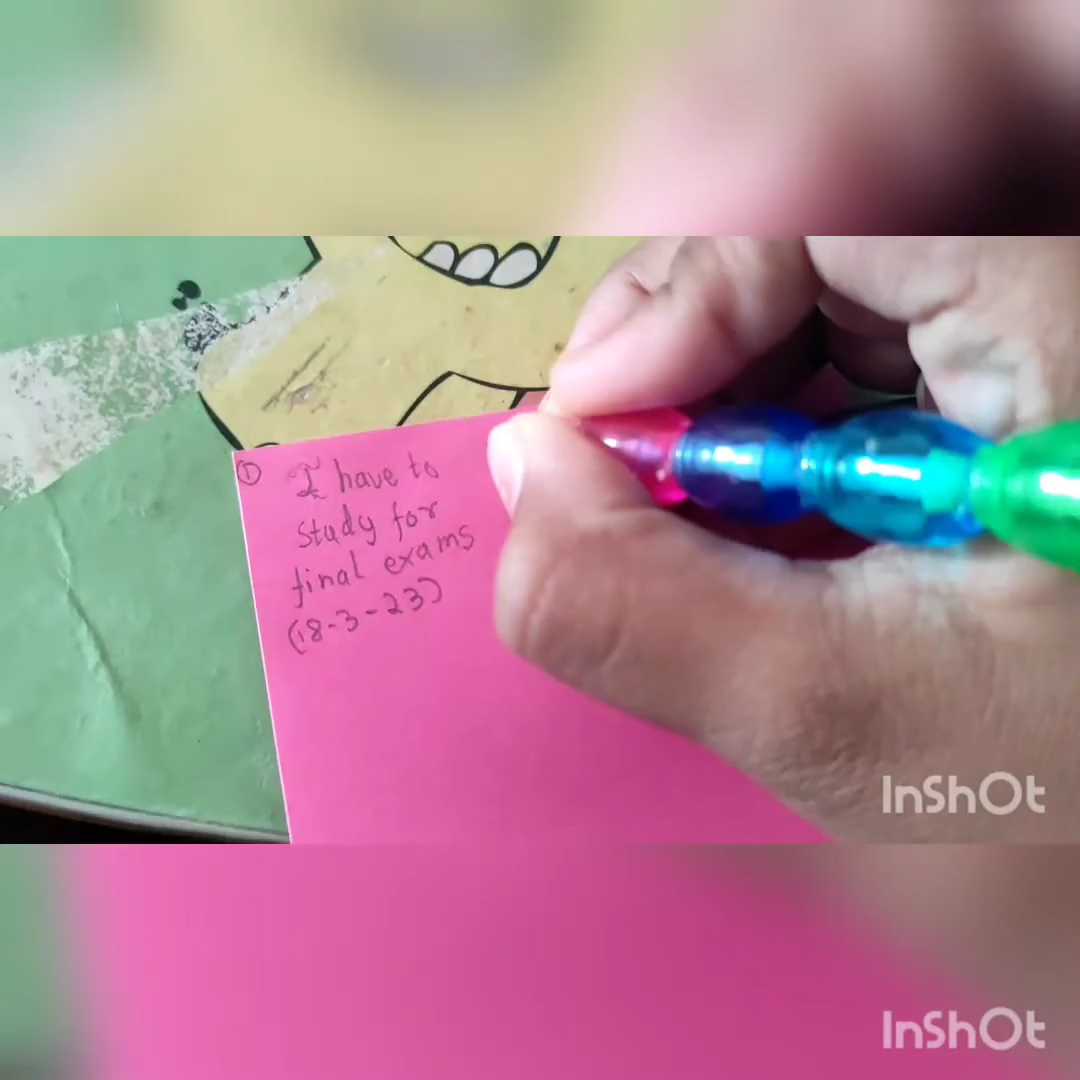 ① I have to
study for
final exams
(18-3-23)
InShOt
InShOt